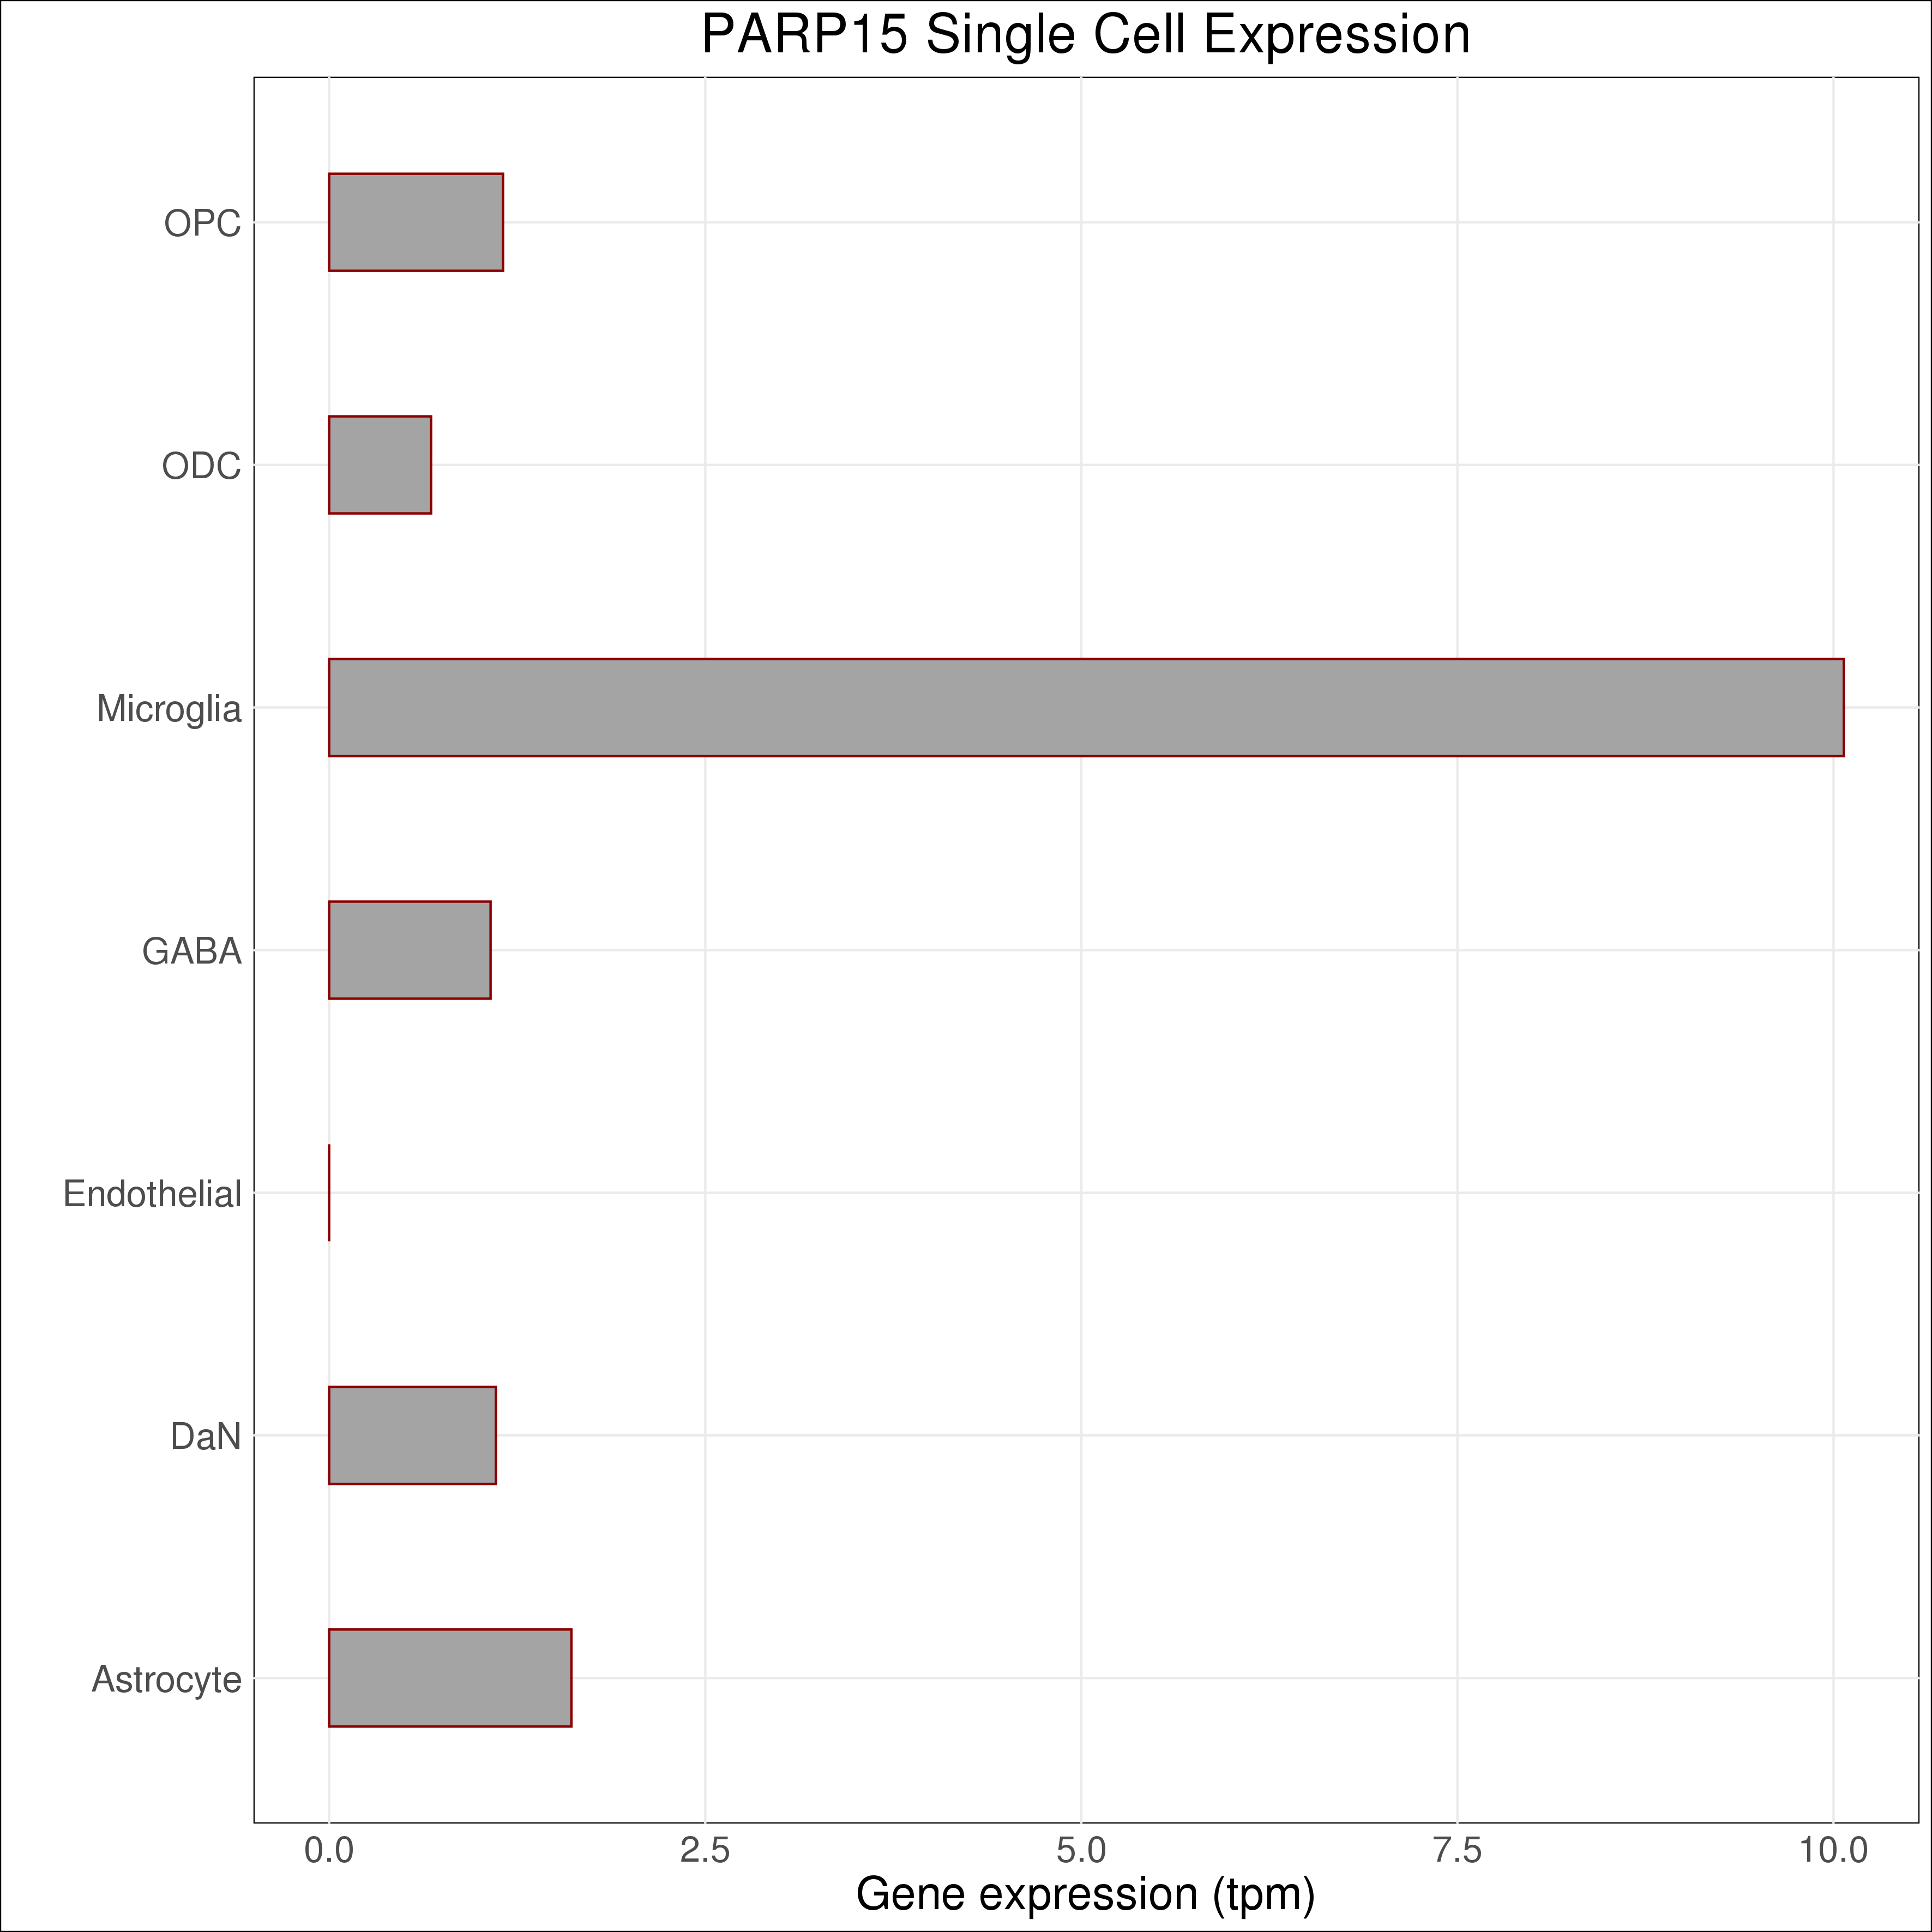 PARP15 Single Cell Expression
OPC
ODC
Microglia
GABA
Endothelial
DaN
Astrocyte
0.0 2.5 5.0 7.5 10.0
Gene expression (tpm)